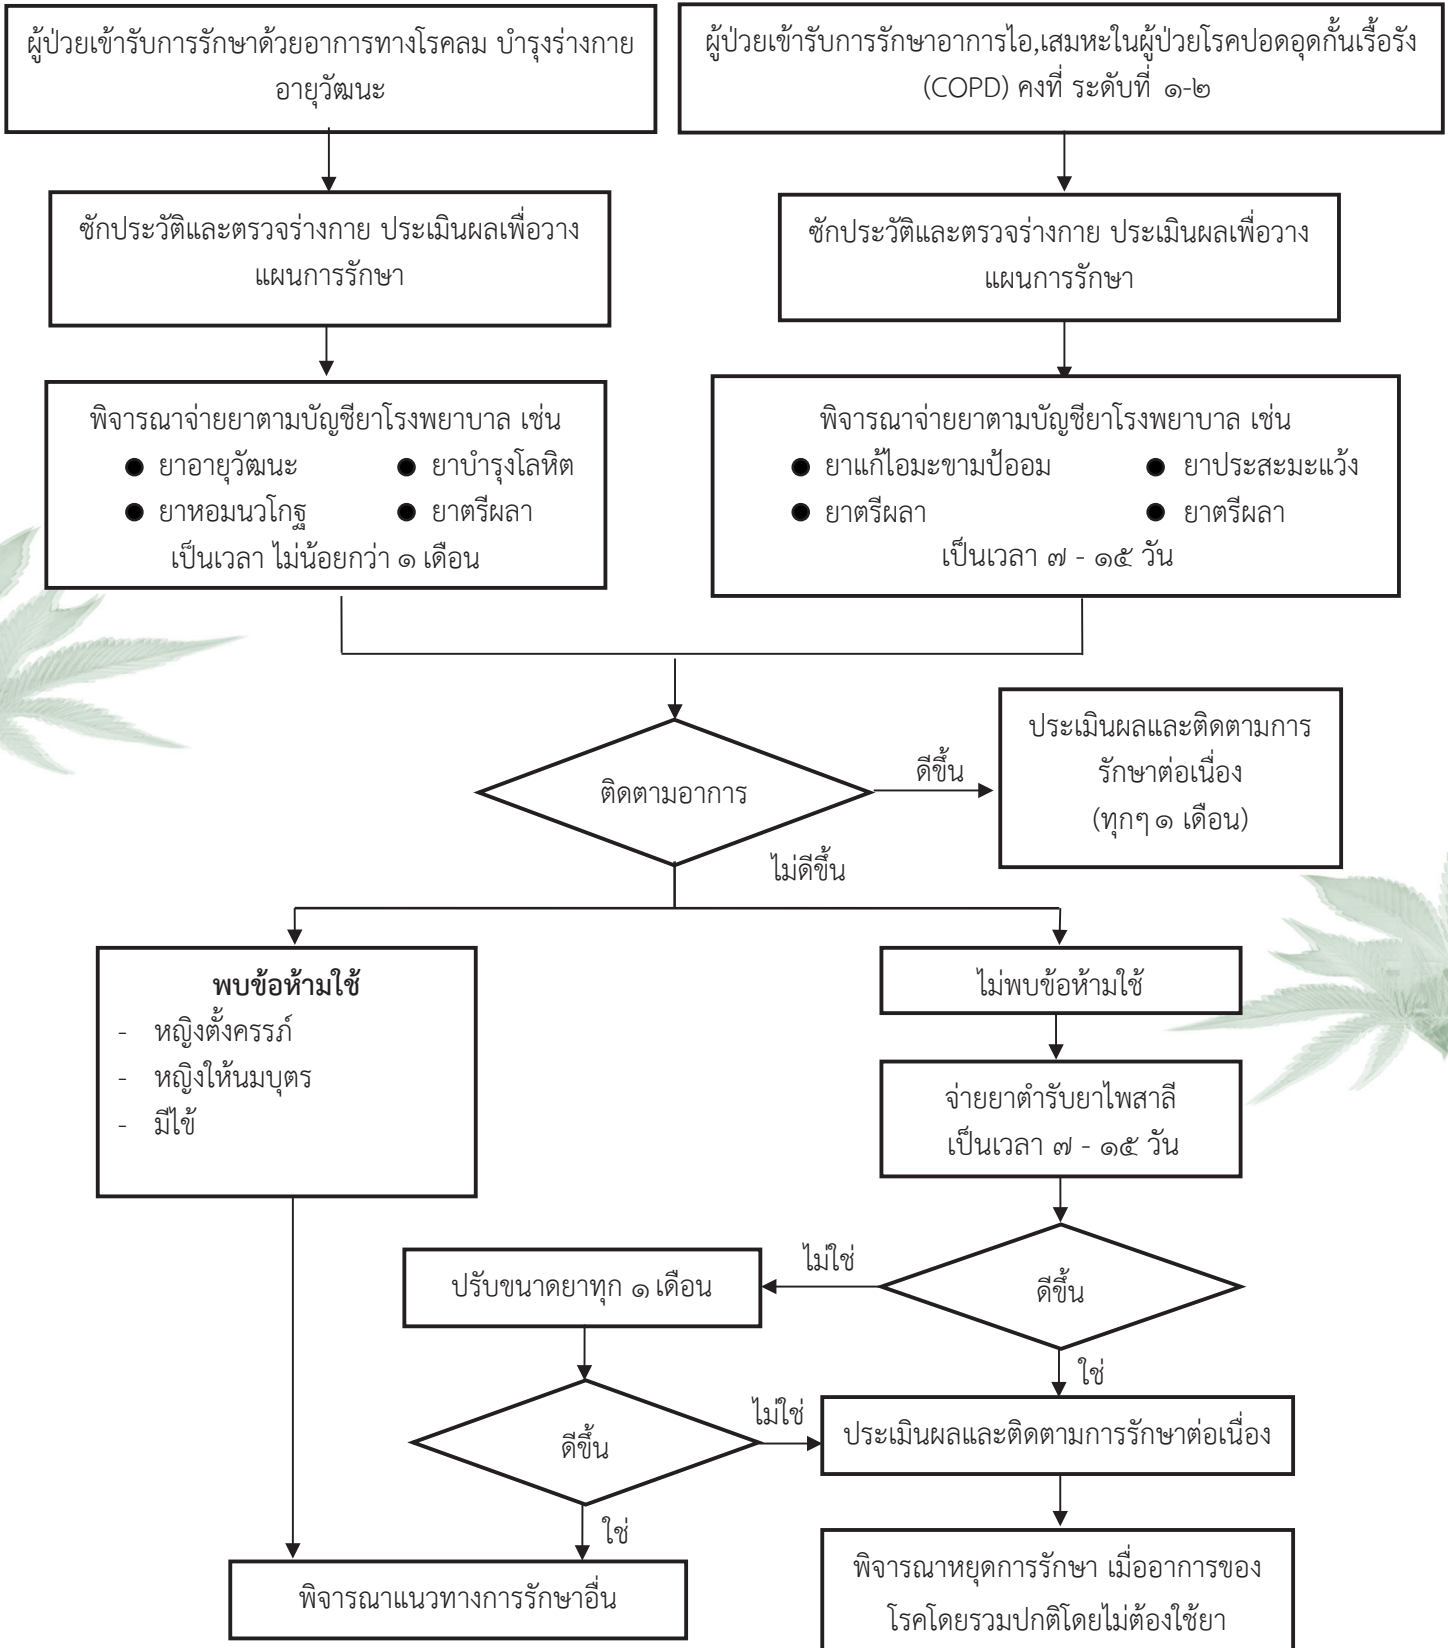 ผู้ป่วยเข้ารับการรักษาด้วยอาการทางโรคลม บำรุงร่างกาย
อายุวัฒนะ
ผู้ป่วยเข้ารับการรักษาอาการไอ,เสมหะในผู้ป่วยโรคปอดอุดกั้นเรื้อรัง
(COPD) คงที่ ระดับที่ ๑-๒
ซักประวัติและตรวจร่างกาย ประเมินผลเพื่อวาง
แผนการรักษา
ซักประวัติและตรวจร่างกาย ประเมินผลเพื่อวาง
แผนการรักษา
พิจารณาจ่ายยาตามบัญชียาโรงพยาบาล เช่น
● ยาอายุวัฒนะ ● ยาบำรุงโลหิต
● ยาหอมนวโกฐ ● ยาตรีผลา
เป็นเวลา ไม่น้อยกว่า ๑ เดือน
พิจารณาจ่ายยาตามบัญชียาโรงพยาบาล เช่น
● ยาแก้ไอมะขามป้ออม ● ยาประสะมะแว้ง
● ยาตรีผลา ● ยาตรีผลา
เป็นเวลา ๗ - ๑๕ วัน
ติดตามอาการ
ดีขึ้น
ประเมินผลและติดตามการ
รักษาต่อเนื่อง
(ทุกๆ ๑ เดือน)
ไม่ดีขึ้น
พบข้อห้ามใช้
- หญิงตั้งครรภ์
- หญิงให้นมบุตร
- มีไข้
ไม่พบข้อห้ามใช้
จ่ายยาตำรับยาไพสาลี
เป็นเวลา ๗ - ๑๕ วัน
ดีขึ้น
ไม่ใช่
ปรับขนาดยาทุก ๑ เดือน
ใช่
ดีขึ้น
ไม่ใช่
ประเมินผลและติดตามการรักษาต่อเนื่อง
ใช่
พิจารณาแนวทางการรักษาอื่น
พิจารณาหยุดการรักษา เมื่ออาการของ
โรคโดยรวมปกติโดยไม่ต้องใช้ยา